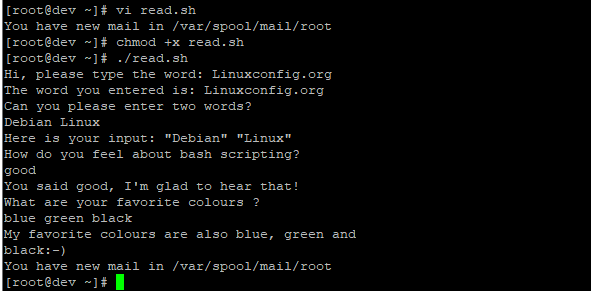 [root@dev ~]# vi read.sh
You have new mail in /var/spool/mail/root
[root@dev ~]# chmod +x read.sh
[root@dev ~]# ./read.sh
Hi, please type the word: Linuxconfig.org
The word you entered is: Linuxconfig.org
Can you please enter two words?
Debian Linux
Here is your input: "Debian" "Linux"
How do you feel about bash scripting?
good
You said good, I'm glad to hear that!
What are your favorite colours ?
blue green black
My favorite colours are also blue, green and
black:-)
You have new mail in /var/spool/mail/root
[root@dev ~]#